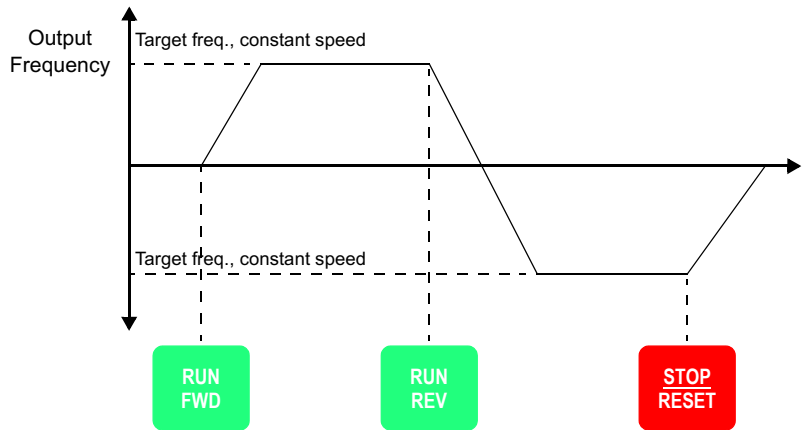 Output
Frequency
Target freq., constant speed
Target freq., constant speed
RUN
FWD
RUN
REV
STOP
RESET